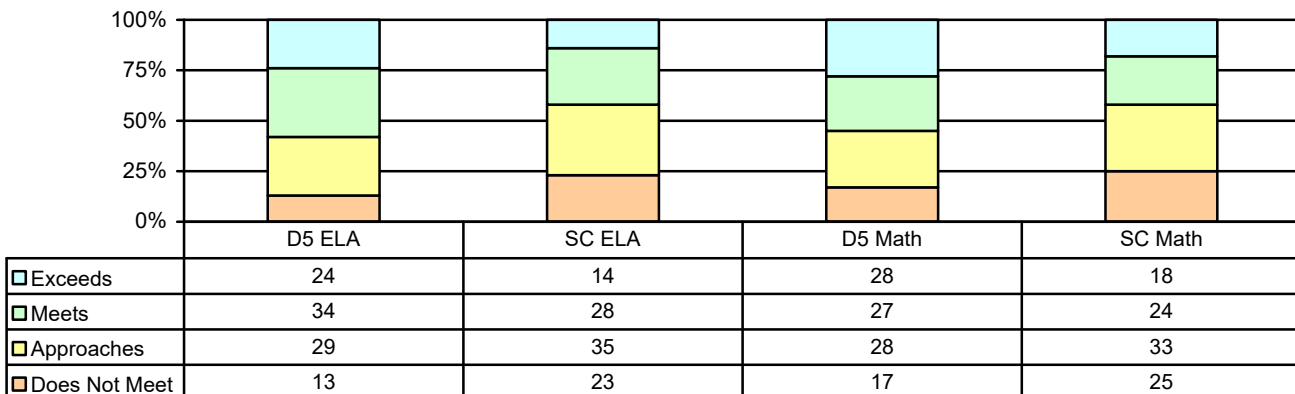 100%
75%
50%
25%
0%
D5 ELA SC ELA D5 Math SC Math
Exceeds 24 14 28 18
Meets 34 28 27 24
Approaches 29 35 28 33
Does Not Meet 13 23 17 25